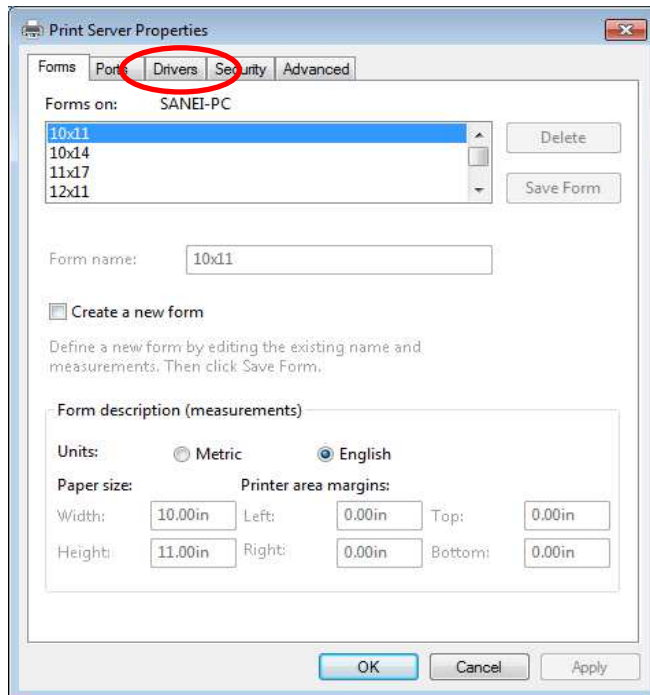 Print Server Properties
Forms Ports Drivers Security Advanced
Forms on: SANEI-PC
10x11
10x14
11x17
12x11
Delete
Save Form
Form name: 10x11
Create a new form
Define a new form by editing the existing name and
measurements. Then click Save Form.
Form description (measurements)
Units: Metric English
Paper size: Printer area margins:
Width: 10.00in Left: 0.00in Top: 0.00in
Height: 11.00in Right: 0.00in Bottom: 0.00in
OK Cancel Apply